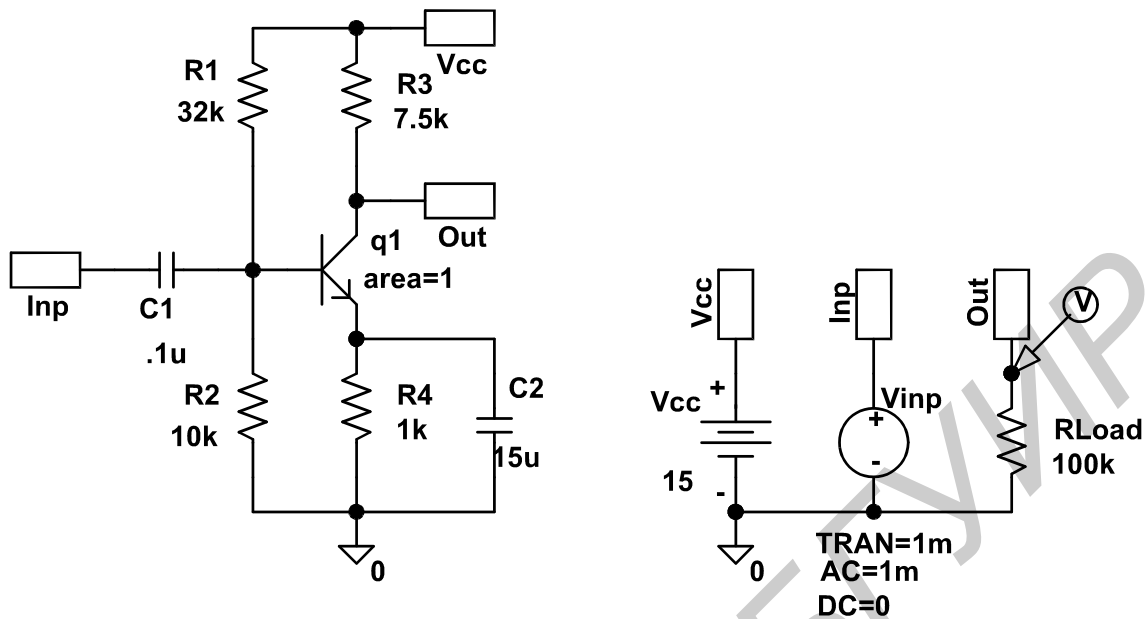 R1
32k
R3
7.5k
Vcc
Out
q1
area=1
Inp
C1
.1u
R2
10k
R4
1k
C2
15u
0
Vcc
Inp
Out
V
Vcc
+
15
-
Vinp
+
-
RLoad
100k
0
TRAN=1m
AC=1m
DC=0
БГУИР